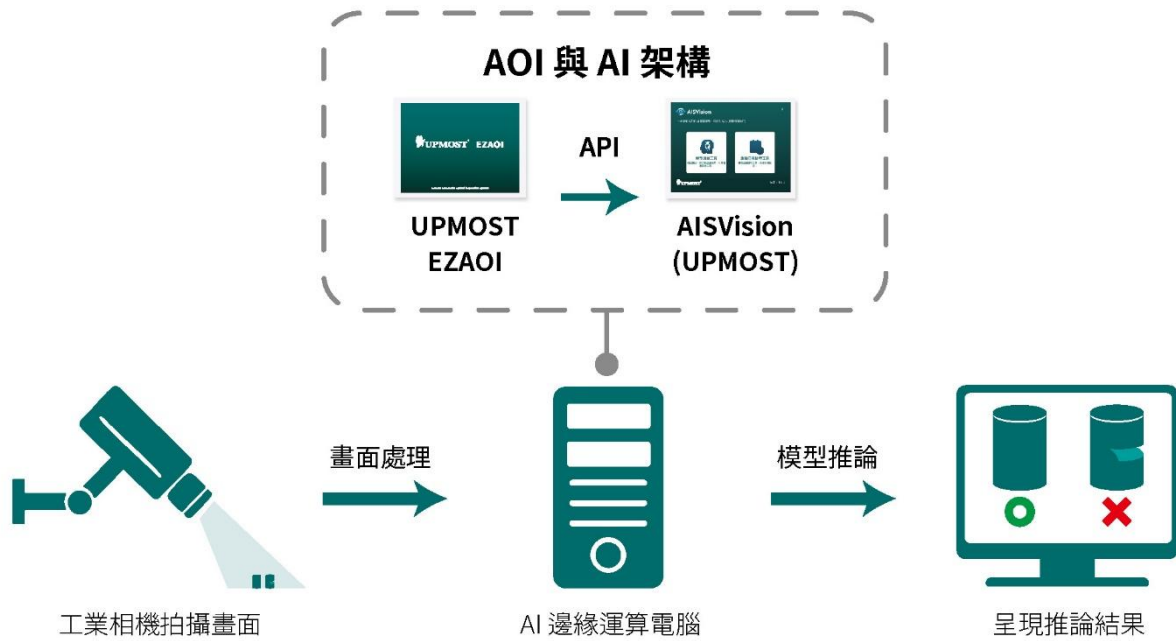 AOI 與 AI 架構
UPMOST EZAOI
API
AISVision
UPMOST
UPMOST
EZAOI
AISVision
(UPMOST)
畫面處理
模型推論
工業相機拍攝畫面
AI 邊緣運算電腦
呈現推論結果